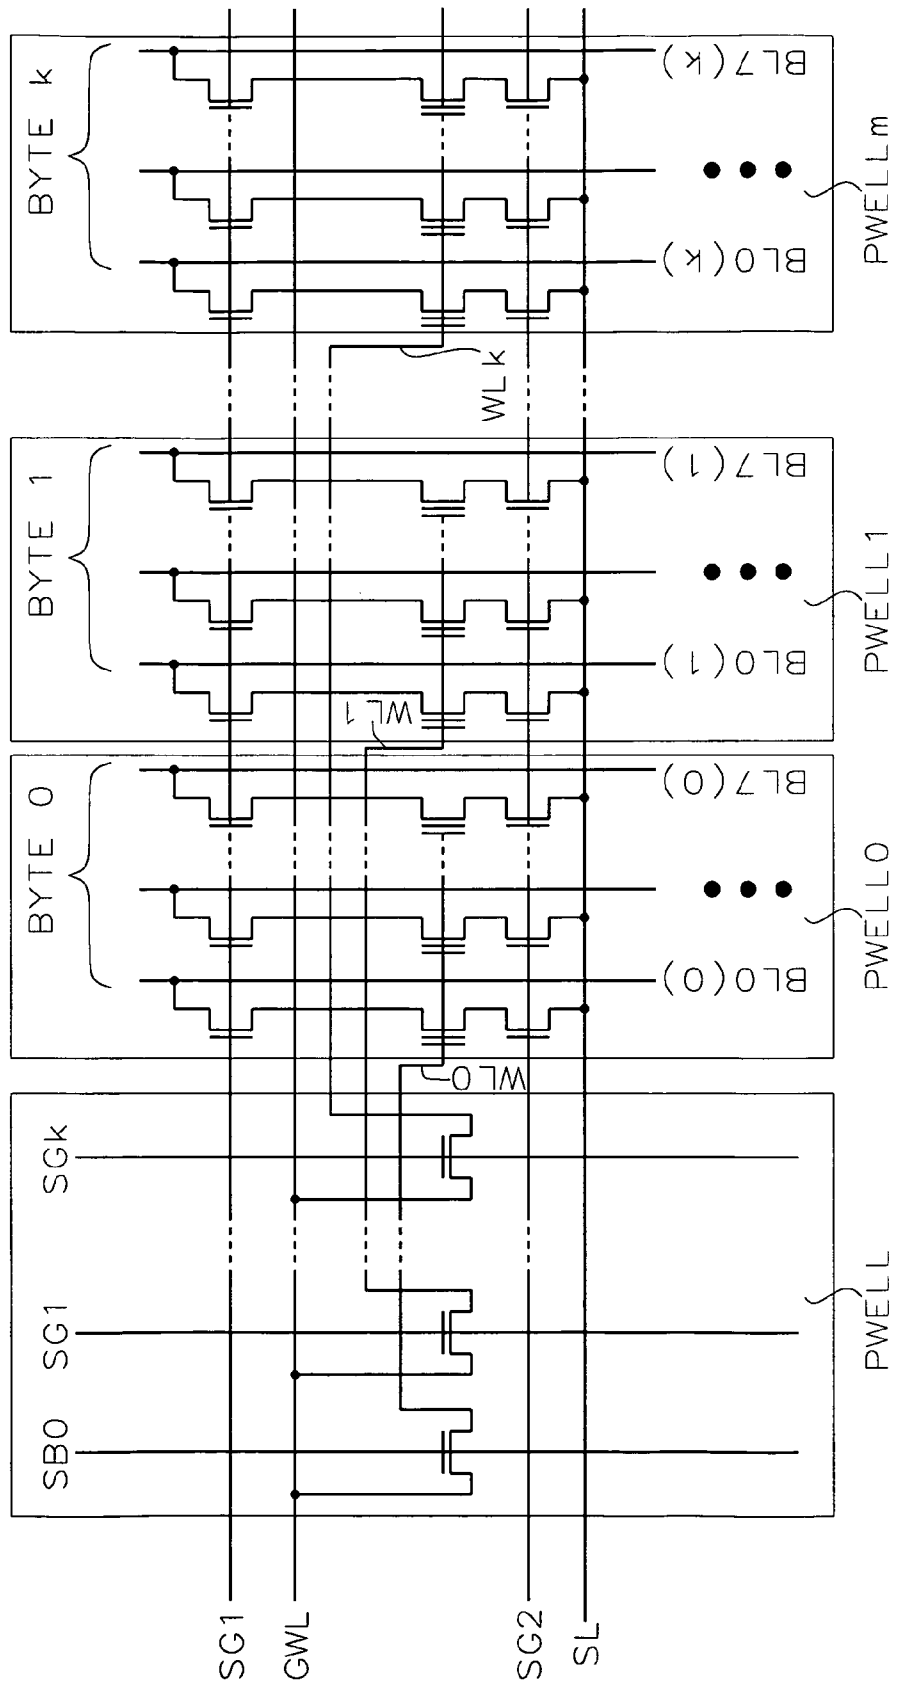 BYTE 0
BYTE 1
BYTE k
SB0
SG1
SGk
SG1
GWL
SG2
SL
WL0
WL1
WLk
BL0(0)
BL7(0)
BL0(1)
BL7(1)
BL0(k)
BL7(k)
PWELL
PWELL0
PWELL1
PWELLm